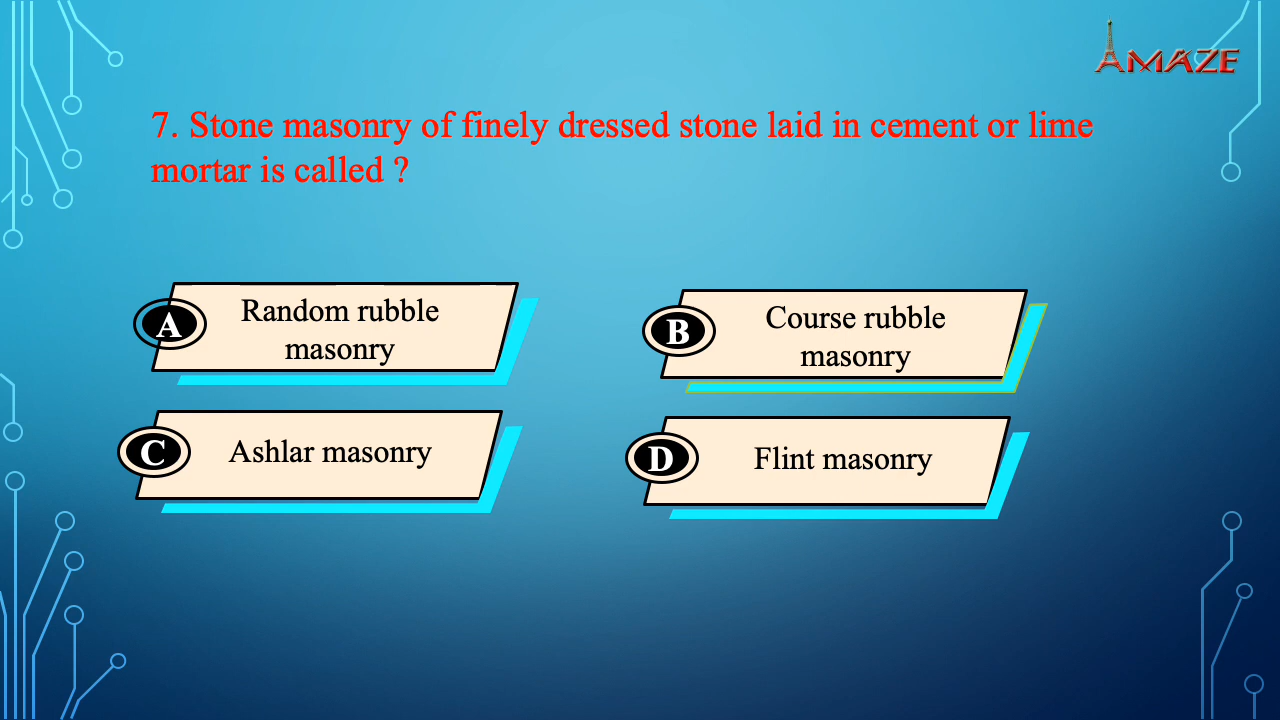 AMAZE
7. Stone masonry of finely dressed stone laid in cement or lime
mortar is called ?
A
Random rubble
masonry
B
Course rubble
masonry
C
Ashlar masonry
D
Flint masonry